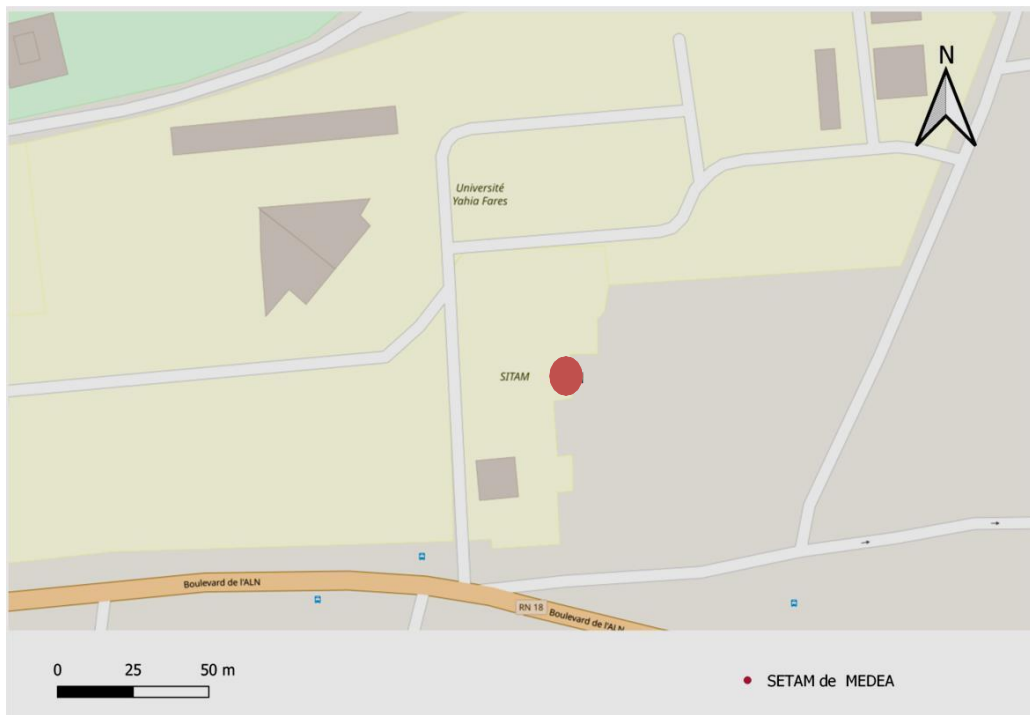 N
Université
Yahia Fares
SITAM
Boulevard de l'ALN
RN 18
Boulevard de l'ALN
0 25 50 m
SETAM de MEDEA